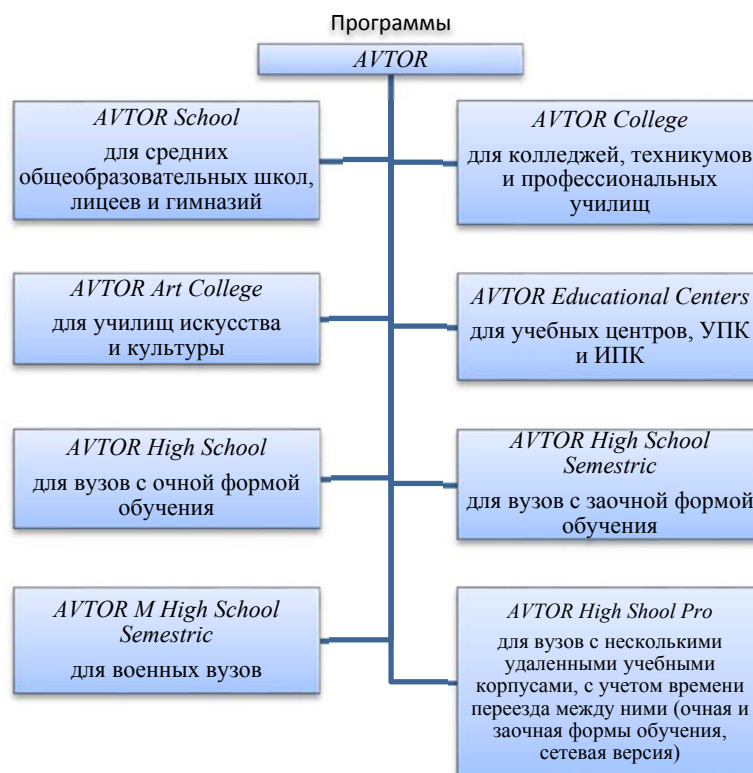 Программы
AVTOR
AVTOR School
для средних
общеобразовательных школ,
лицеев и гимназий
AVTOR College
для колледжей, техникумов
и профессиональных
училищ
AVTOR Art College
для училищ искусства
и культуры
AVTOR Educational Centers
для учебных центров, УПК
и ИПК
AVTOR High School
для вузов с очной формой
обучения
AVTOR High School
Semestric
для вузов с заочной формой
обучения
AVTOR M High School
Semestric
для военных вузов
AVTOR High Shool Pro
для вузов с несколькими
удаленными учебными
корпусами, с учетом времени
переезда между ними (очная и
заочная формы обучения,
сетевая версия)